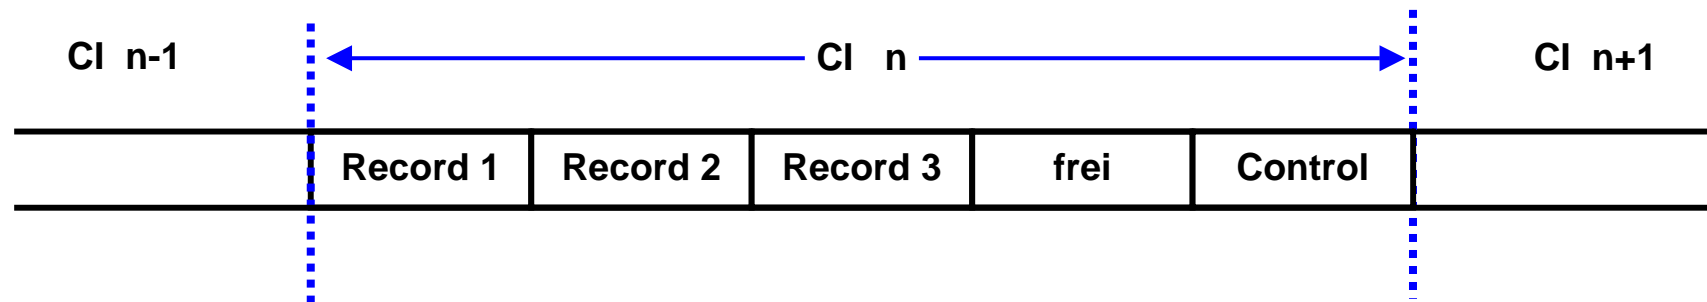 CI n-1 CI n CI n+1
Record 1 Record 2 Record 3 frei Control